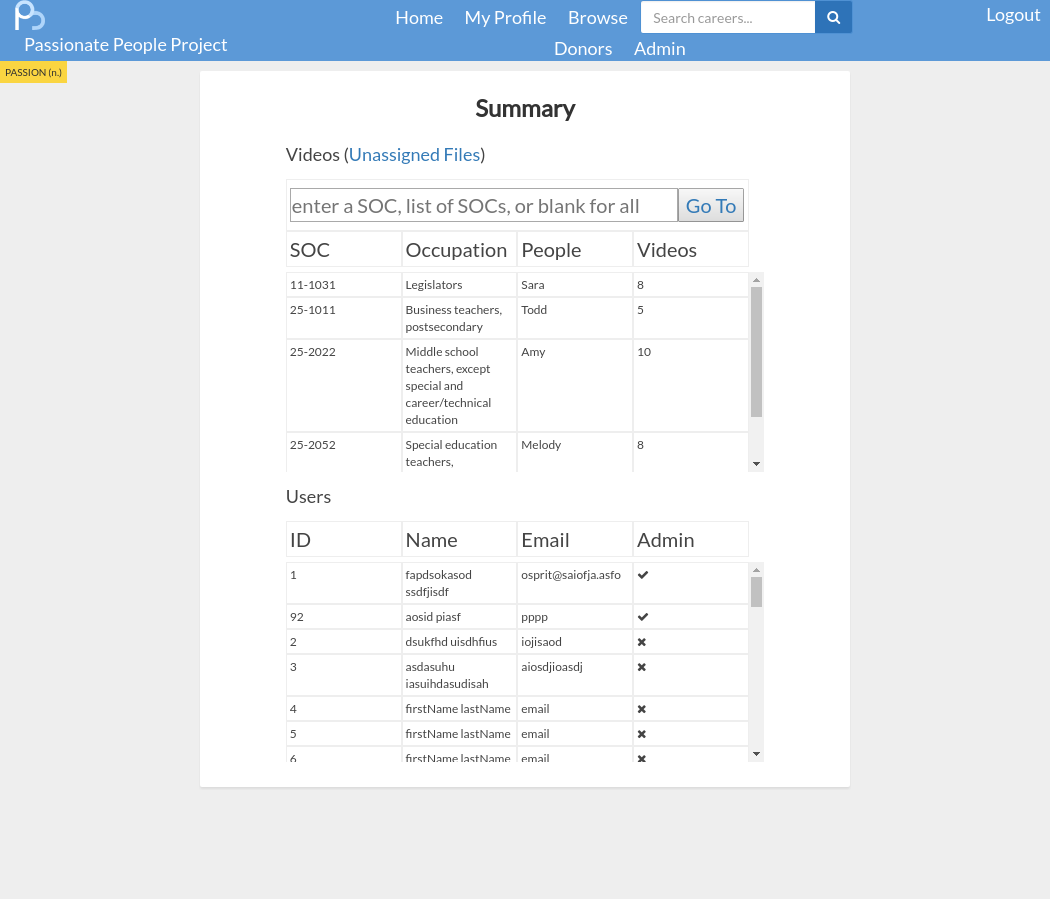 Home My Profile Browse Search careers... Logout
Passionate People Project
Donors Admin
PASSION (n.)
Summary
Videos (Unassigned Files)
enter a SOC, list of SOCs, or blank for all Go To
SOC Occupation People Videos
11-1031 Legislators Sara 8
25-1011 Business teachers, Todd 5
postsecondary
25-2022 Middle school Amy 10
teachers, except
special and
career/technical
education
25-2052 Special education Melody 8
teachers,
Users
ID Name Email Admin
1 fapdsokasod osprit@saiofja.asfo
ssdfjisdf
92 aosid piasf pppp
2 dsukfhd uisdhfius iojisaod
3 asdasuhu aiosdjioasdj
iasuihdasudisah
4 firstName lastName email
5 firstName lastName email
6 firstName lastName email